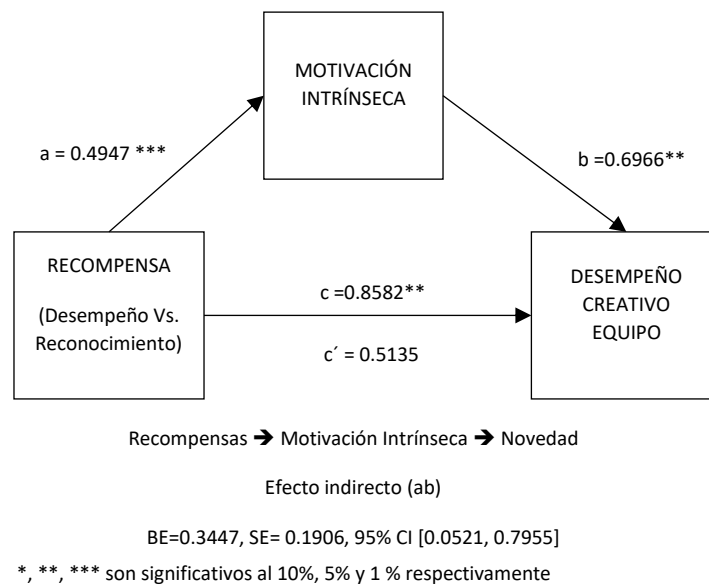 MOTIVACIÓN
INTRÍNSECA
a = 0.4947 ***
b =0.6966**
RECOMPENSA
(Desempeño Vs.
Reconocimiento)
c =0.8582**
c´ = 0.5135
DESEMPEÑO
CREATIVO
EQUIPO
Recompensas ➔ Motivación Intrínseca ➔ Novedad
Efecto indirecto (ab)
BE=0.3447, SE= 0.1906, 95% CI [0.0521, 0.7955]
*, **, *** son significativos al 10%, 5% y 1 % respectivamente